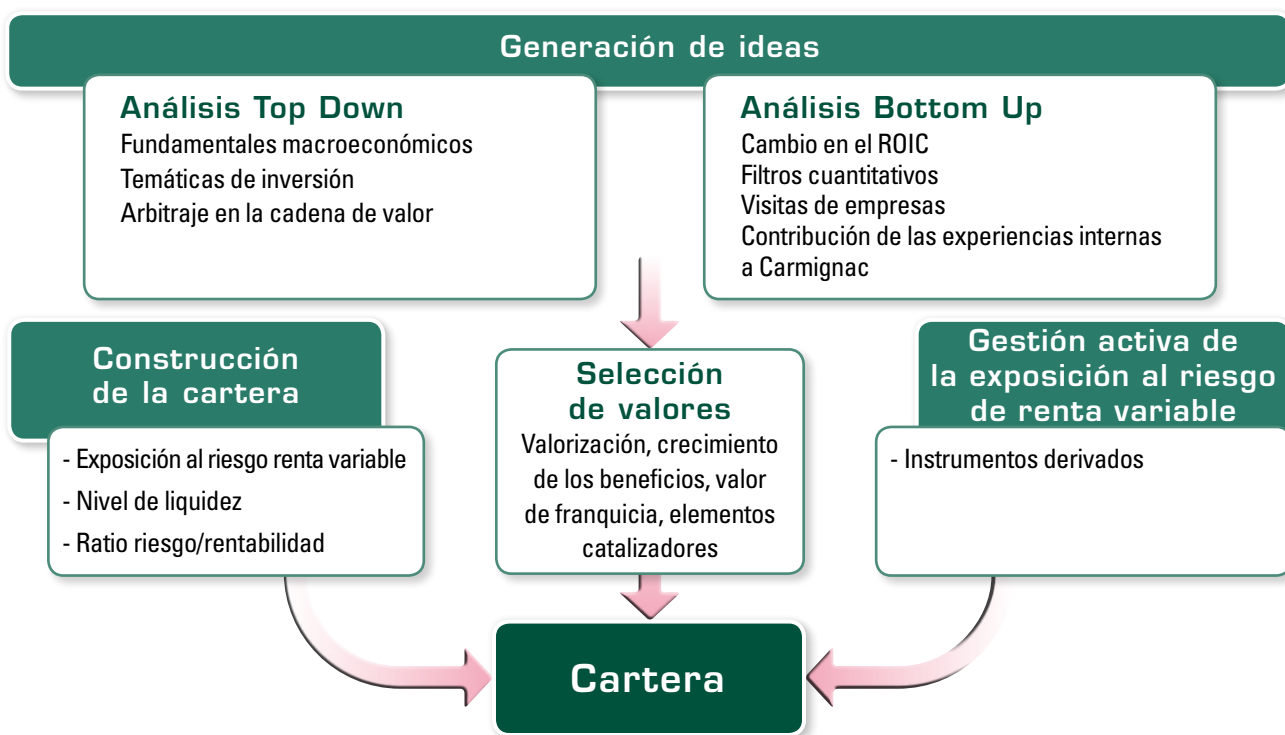 Generación de ideas
Análisis Top Down
Fundamentales macroeconómicos
Temáticas de inversión
Arbitraje en la cadena de valor
Análisis Bottom Up
Cambio en el ROIC
Filtros cuantitativos
Visitas de empresas
Contribución de las experiencias internas
a Carmignac
Construcción
de la cartera
- Exposición al riesgo renta variable
- Nivel de liquidez
- Ratio riesgo/rentabilidad
Selección
de valores
Valorización, crecimiento
de los beneficios, valor
de franquicia, elementos
catalizadores
Gestión activa de
la exposición al riesgo
de renta variable
- Instrumentos derivados
Cartera